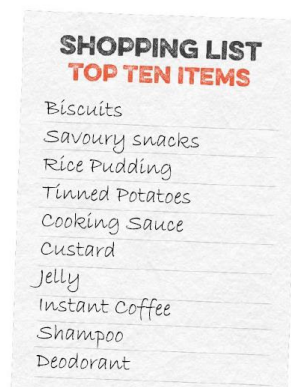 SHOPPING LIST
TOP TEN ITEMS
Biscuits
Savoury snacks
Rice Pudding
Tinned Potatoes
Cooking Sauce
Custard
Jelly
Instant Coffee
Shampoo
Deodorant